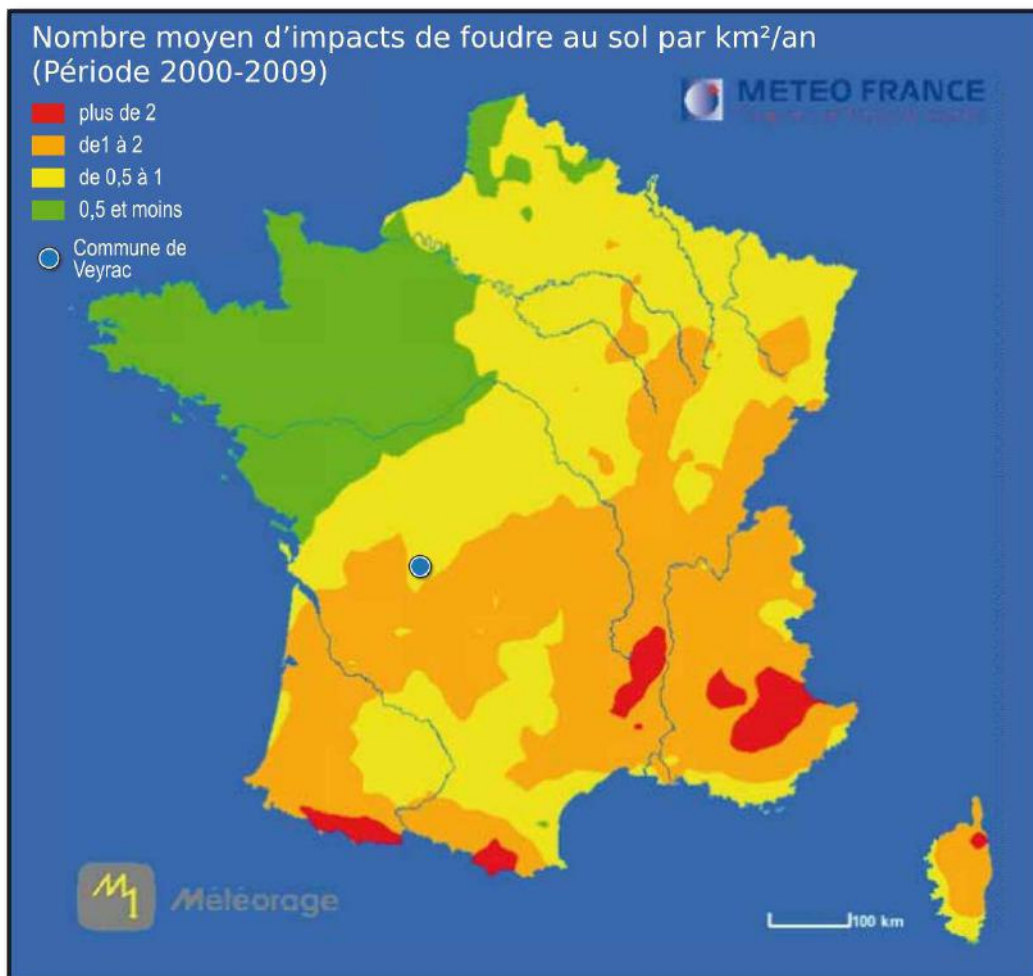 Nombre moyen d’impacts de foudre au sol par km²/an
(Période 2000-2009)
METEO FRANCE
plus de 2
de1 à 2
de 0,5 à 1
0,5 et moins
Commune de
Veyrac
Météorage
100 km